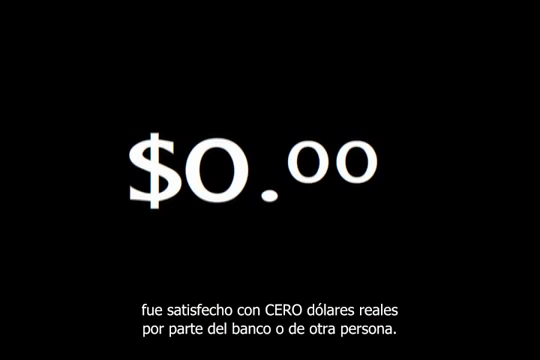 $0.00
fue satisfecho con CERO dólares reales
por parte del banco o de otra persona.